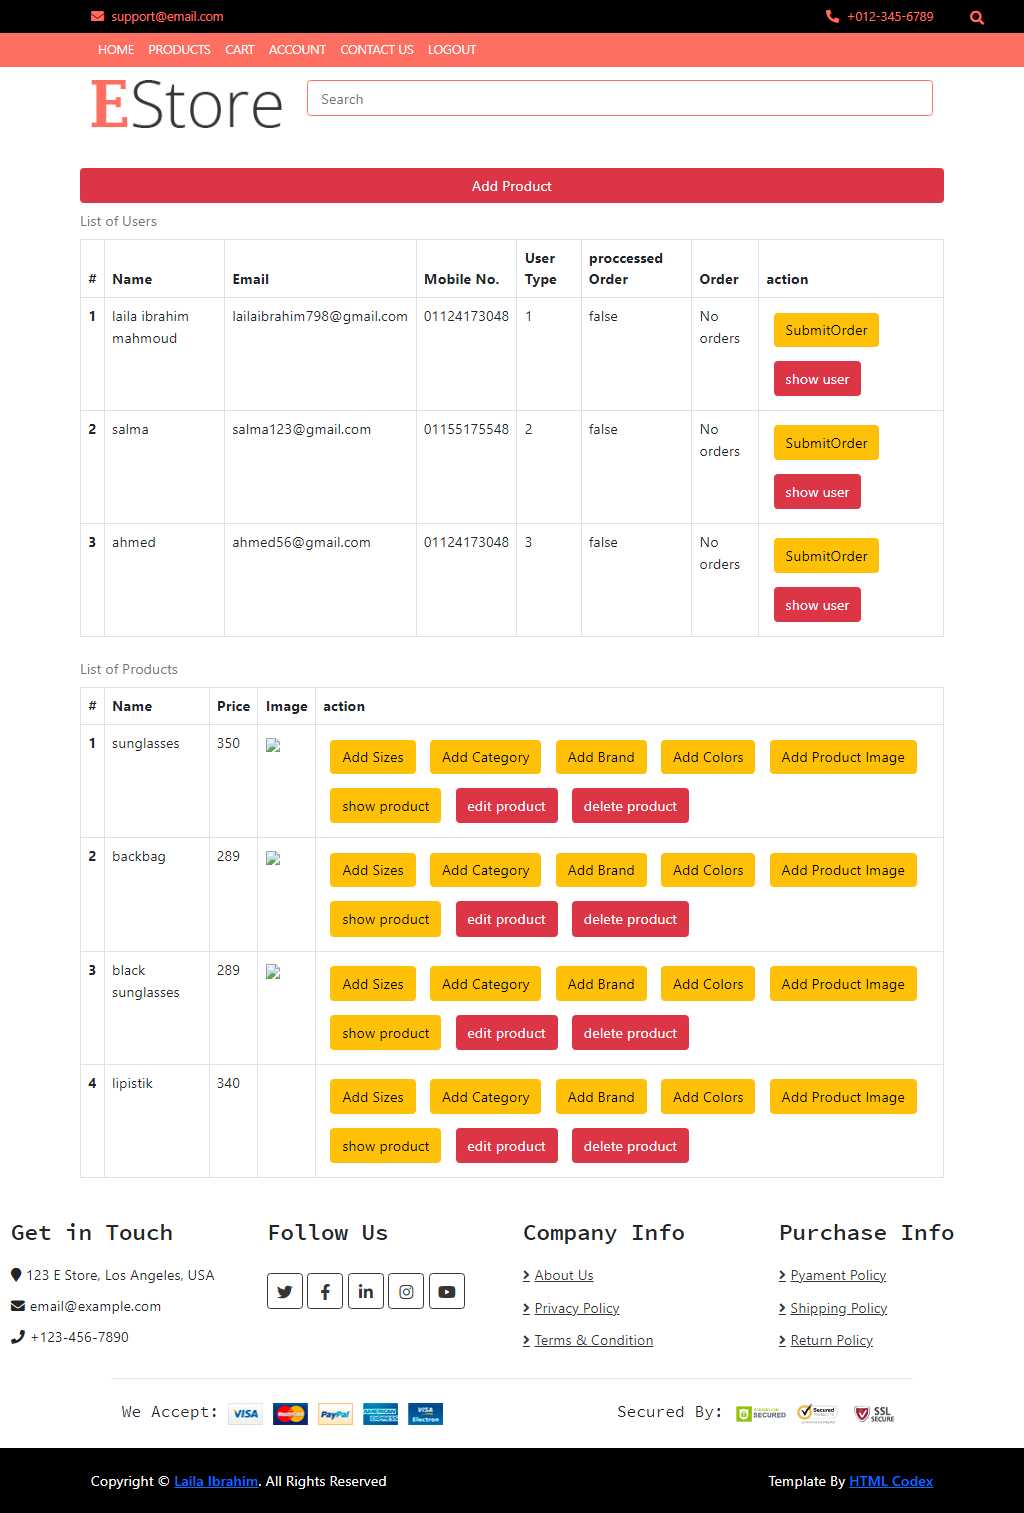 support@email.com +012-345-6789
HOME PRODUCTS CART ACCOUNT CONTACT US LOGOUT
EStore Search
Add Product
List of Users
# Name Email Mobile No. User Type proccessed Order Order action
1 laila ibrahim mahmoud lailaibrahim798@gmail.com 01124173048 1 false No orders SubmitOrder
show user
2 salma salma123@gmail.com 01155175548 2 false No orders SubmitOrder
show user
3 ahmed ahmed56@gmail.com 01124173048 3 false No orders SubmitOrder
show user
List of Products
# Name Price Image action
1 sunglasses 350 Add Sizes Add Category Add Brand Add Colors Add Product Image
show product edit product delete product
2 backbag 289 Add Sizes Add Category Add Brand Add Colors Add Product Image
show product edit product delete product
3 black sunglasses 289 Add Sizes Add Category Add Brand Add Colors Add Product Image
show product edit product delete product
4 lipistik 340 Add Sizes Add Category Add Brand Add Colors Add Product Image
show product edit product delete product
Get in Touch
123 E Store, Los Angeles, USA
email@example.com
+123-456-7890
Follow Us
Company Info
About Us
Privacy Policy
Terms & Condition
Purchase Info
Pyament Policy
Shipping Policy
Return Policy
We Accept: VISA MasterCard PayPal AMERICAN EXPRESS VISA Electron
Secured By: SECURED Secured SSL SECURE
Copyright © Laila Ibrahim. All Rights Reserved
Template By HTML Codex